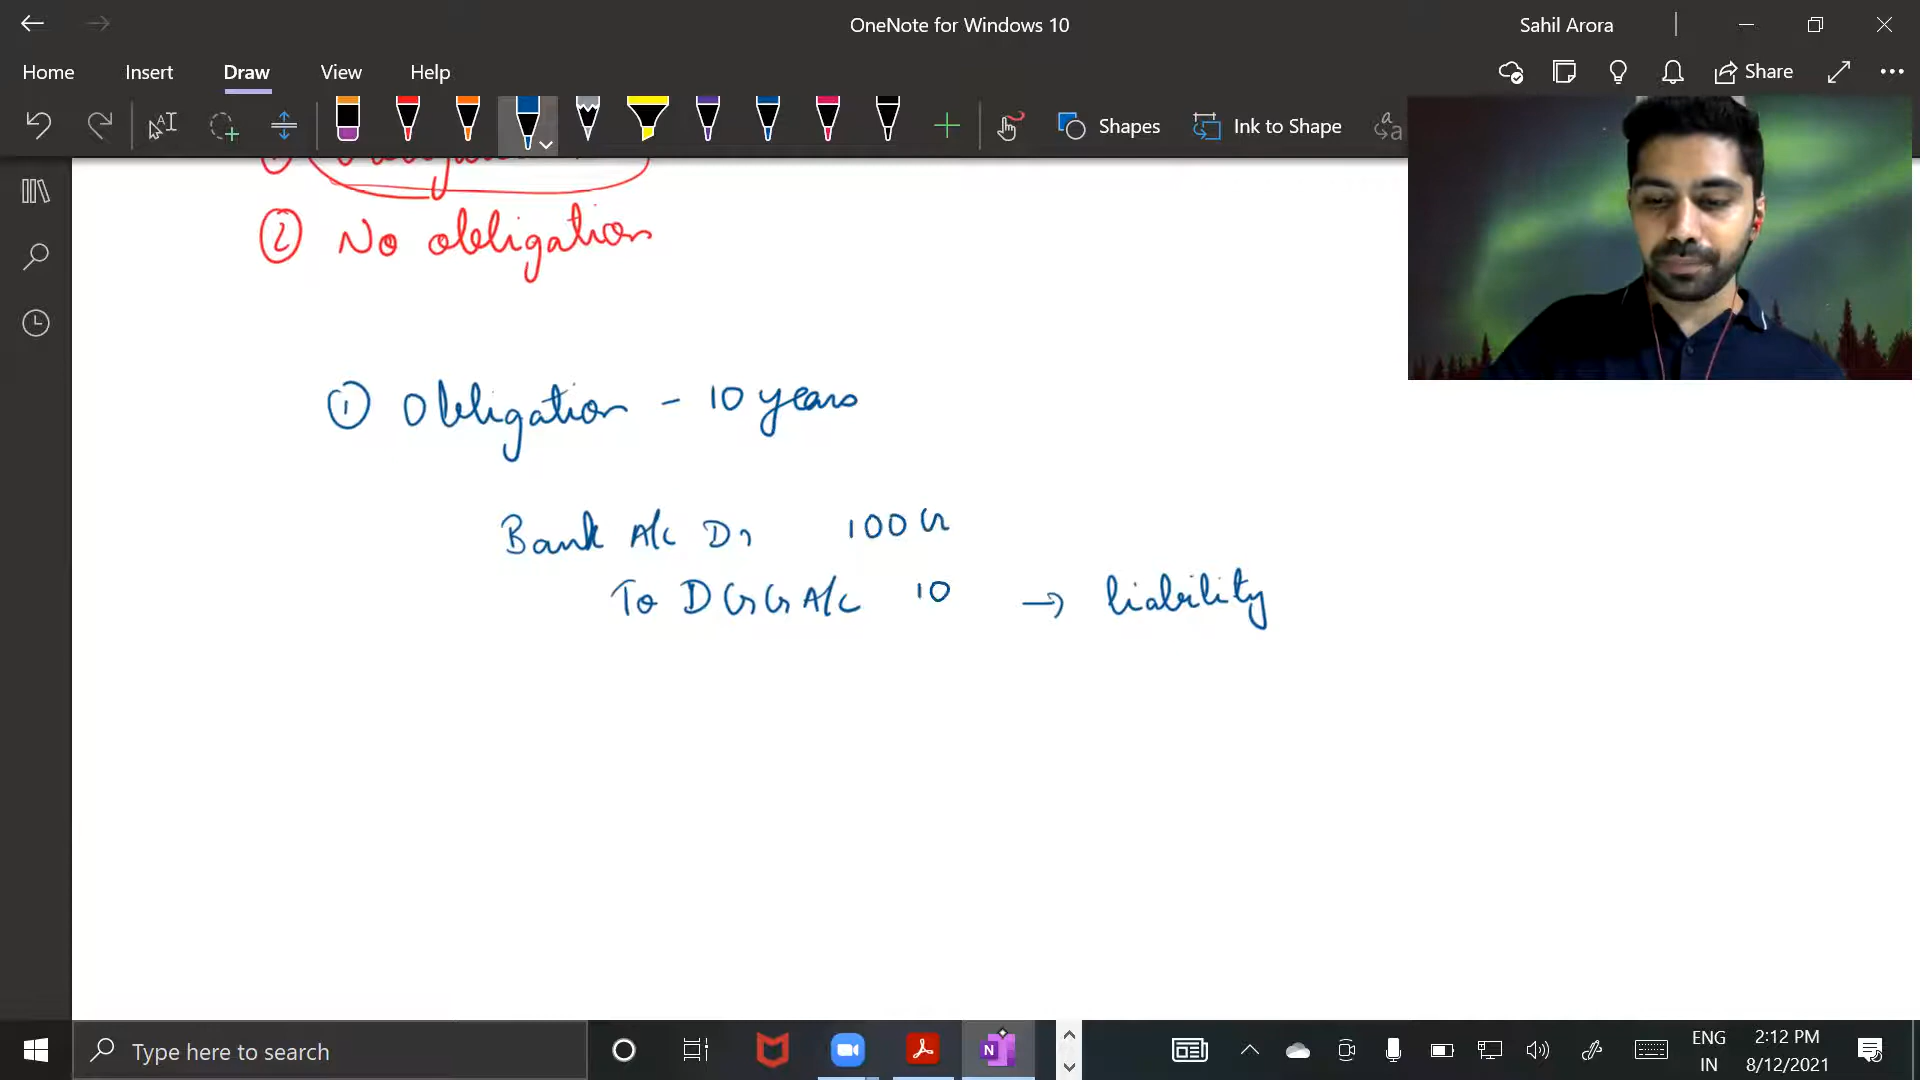 OneNote for Windows 10
Sahil Arora
Home Insert Draw View Help
Share
Shapes
Ink to Shape
② No obligation
① Obligation - 10 years
Bank A/c Dr 100 Cr
To D Gr Gr A/c 10 → liability
Type here to search
ENG
IN
2:12 PM
8/12/2021